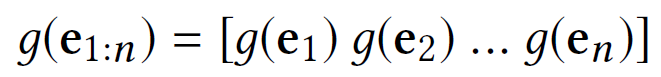 g(e₁:ₙ) = [g(e₁) g(e₂) ... g(eₙ)]